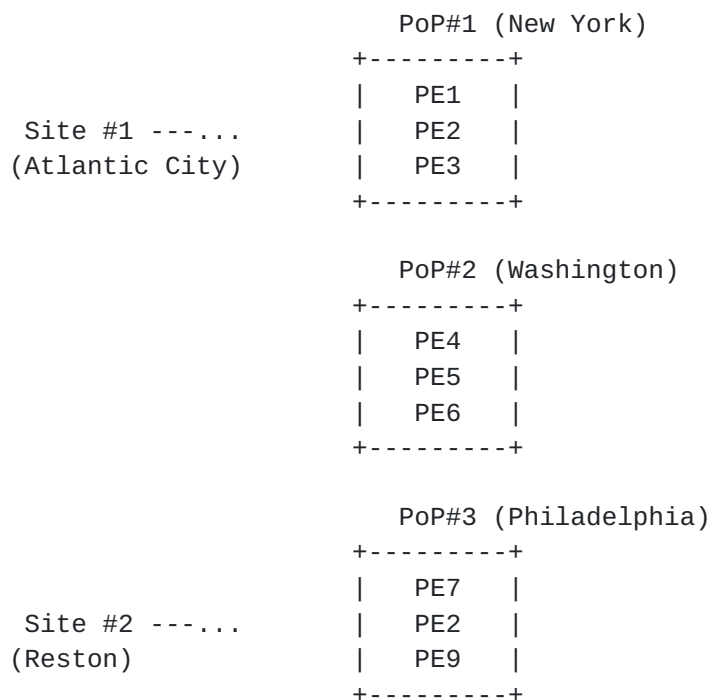 PoP#1 (New York)
+---------+
| PE1 |
Site #1 ---... | PE2 |
(Atlantic City) | PE3 |
+---------+
PoP#2 (Washington)
+---------+
| PE4 |
| PE5 |
| PE6 |
+---------+
PoP#3 (Philadelphia)
+---------+
| PE7 |
Site #2 ---... | PE2 |
(Reston) | PE9 |
+---------+